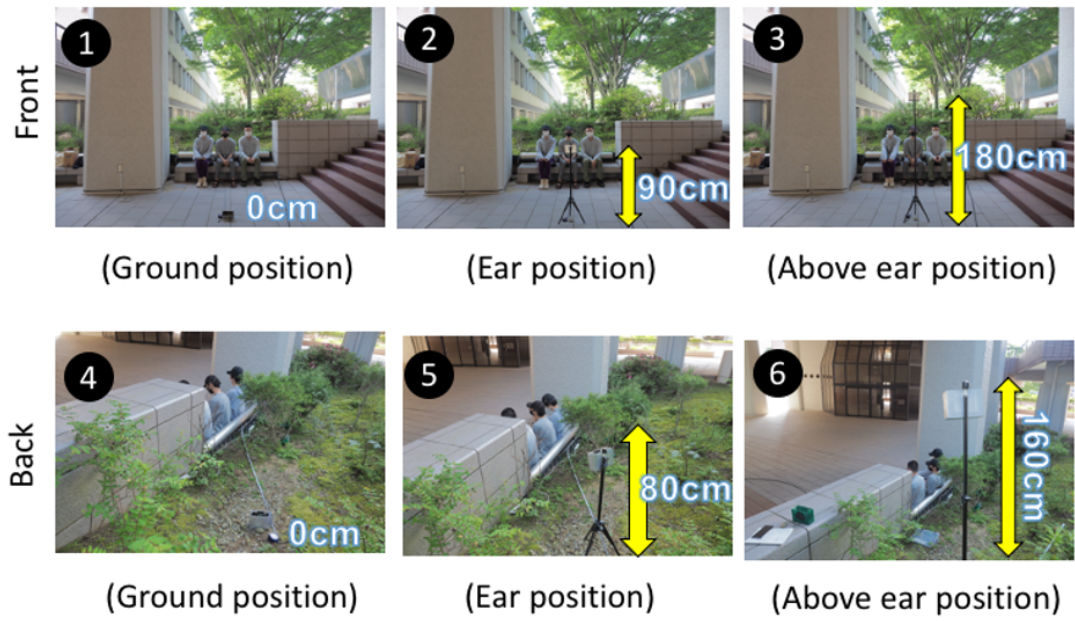 Front
1
2
3
0cm
90cm
180cm
(Ground position)
(Ear position)
(Above ear position)
Back
4
5
6
0cm
80cm
160cm
(Ground position)
(Ear position)
(Above ear position)